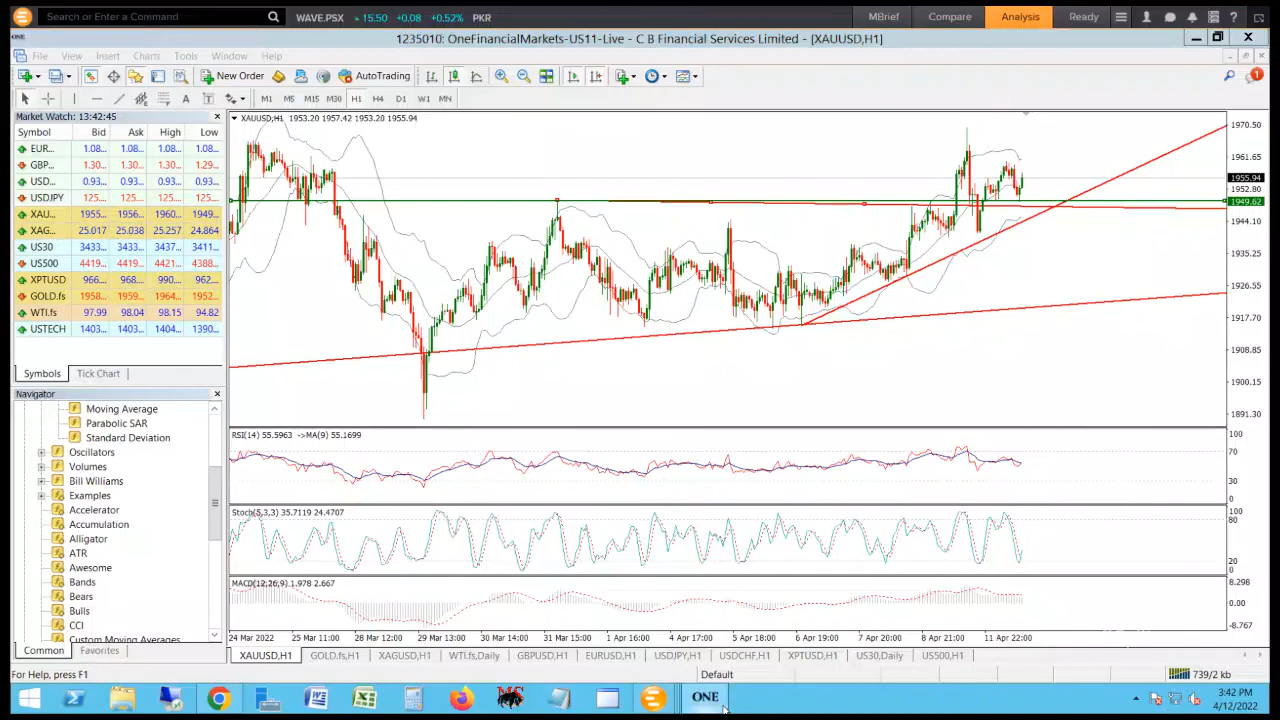 Search or Enter a Command WAVE.PSX 15.50 +0.08 +0.52% PKR MBrief Compare Analysis Ready ?
ONE 1235010: OneFinancialMarkets-US11-Live - C B Financial Services Limited - [XAUUSD,H1]
File View Insert Charts Tools Window Help
New Order AutoTrading 1
A T M1 M5 M15 M30 H1 H4 D1 W1 MN
Market Watch: 13:42:45
Symbol Bid Ask High Low
EUR... 1.08... 1.08... 1.08... 1.08...
GBP... 1.30... 1.30... 1.30... 1.29...
USD... 0.93... 0.93... 0.93... 0.93...
USDJPY 125.... 125.... 125.... 125....
XAU... 1955... 1956... 1960... 1949...
XAG... 25.017 25.038 25.257 24.864
US30 3433... 3433... 3437... 3411...
US500 4419... 4419... 4421... 4388...
XPTUSD 966... 969... 990... 962...
GOLD.fs 1958... 1959... 1964... 1952...
WTI.fs 97.99 98.04 98.15 94.82
USTECH 1403... 1403... 1404... 1390...
Symbols Tick Chart
Navigator
Moving Average
Parabolic SAR
Standard Deviation
Oscillators
Volumes
Bill Williams
Examples
Accelerator
Accumulation
Alligator
ATR
Awesome
Bands
Bears
Bulls
CCI
Custom Moving Averages
Common Favorites
XAUUSD,H1 1953.20 1957.42 1953.20 1955.94
1970.50
1961.65
1955.94
1952.80
1949.62
1944.10
1935.25
1926.55
1917.70
1908.85
1900.15
1891.30
RSI(14) 55.5963 ->MA(9) 55.1699
100
70
30
0
Stoch(5,3,3) 35.7119 24.4707
100
80
20
0
MACD(12,26,9) 1.978 2.667
8.298
0.00
-8.767
24 Mar 2022 25 Mar 11:00 28 Mar 12:00 29 Mar 13:00 30 Mar 14:00 31 Mar 15:00 1 Apr 16:00 4 Apr 17:00 5 Apr 18:00 6 Apr 19:00 7 Apr 20:00 8 Apr 21:00 11 Apr 22:00
XAUUSD,H1 GOLD.fs,H1 XAGUSD,H1 WTI.fs,Daily GBPUSD,H1 EURUSD,H1 USDJPY,H1 USDCHF,H1 XPTUSD,H1 US30,Daily US500,H1
For Help, press F1 Default 739/2 kb
MS ONE
3:42 PM
4/12/2022